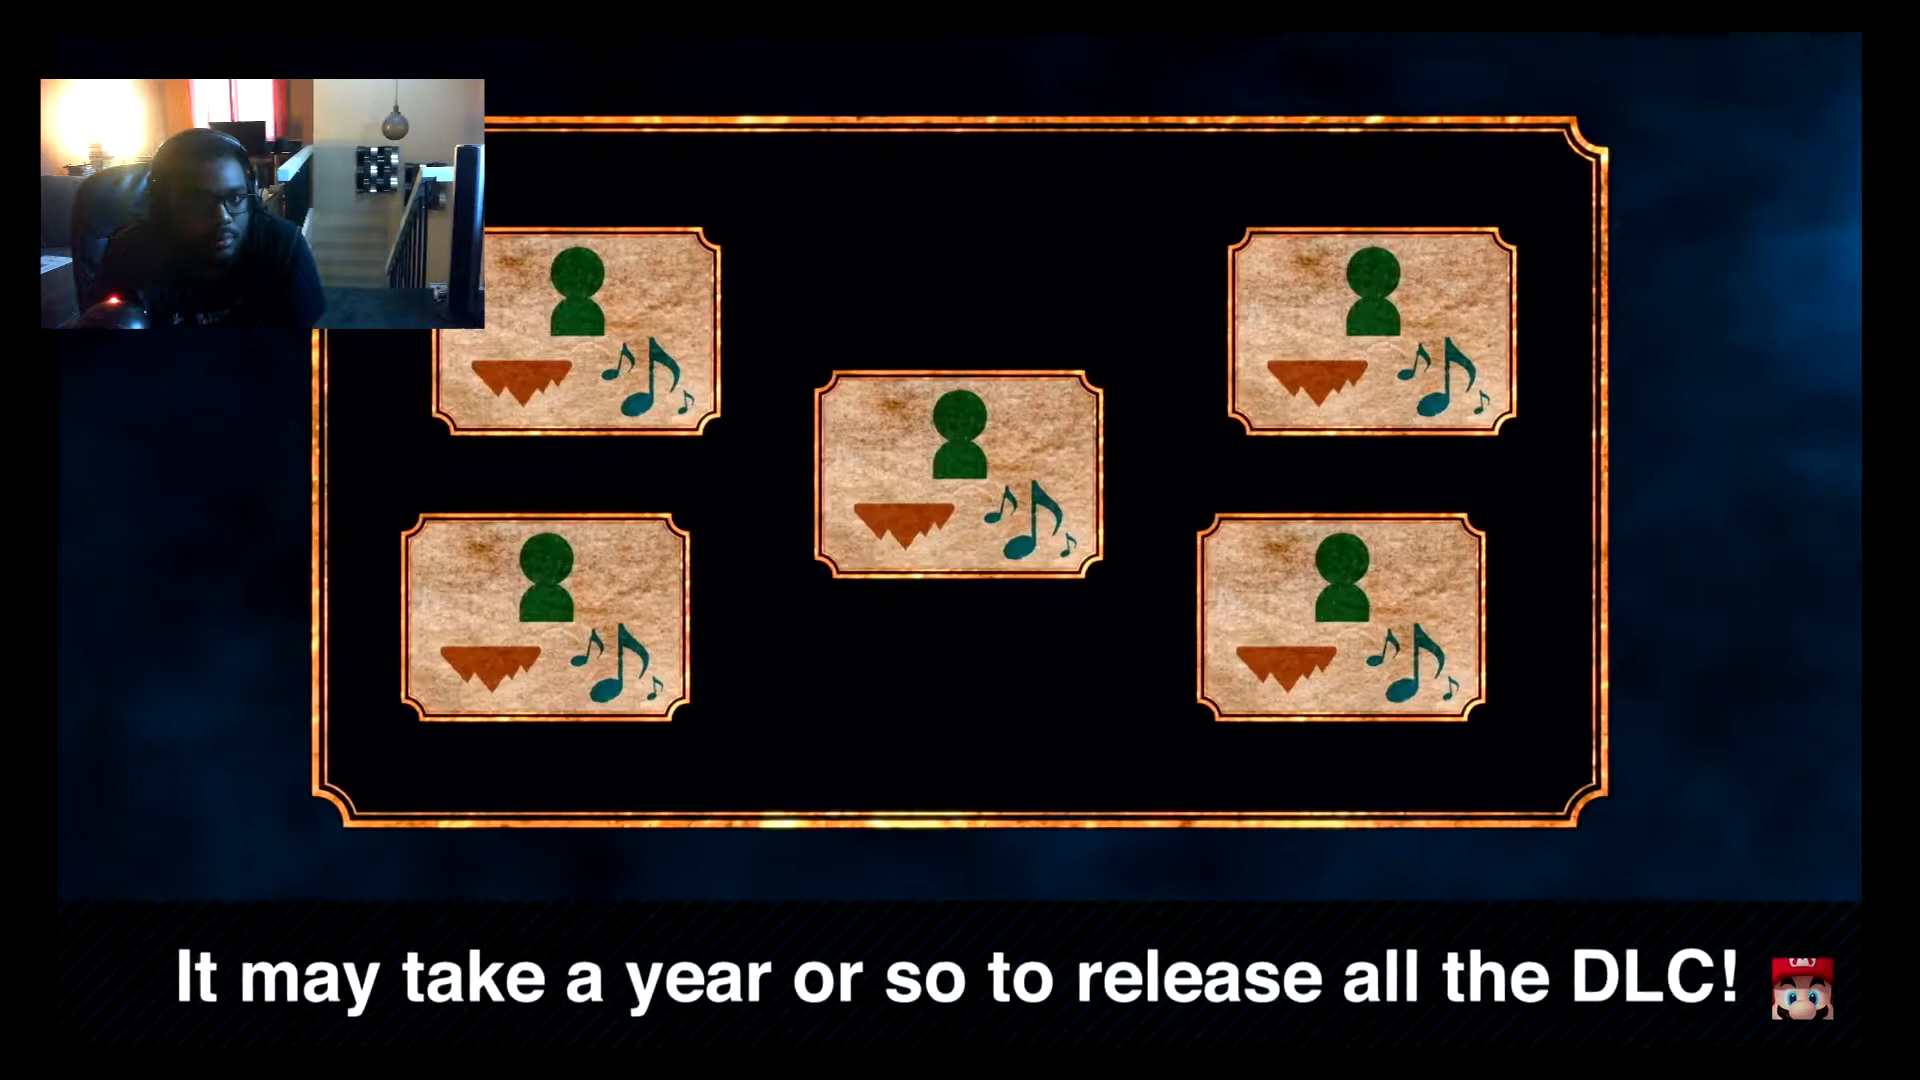 It may take a year or so to release all the DLC!